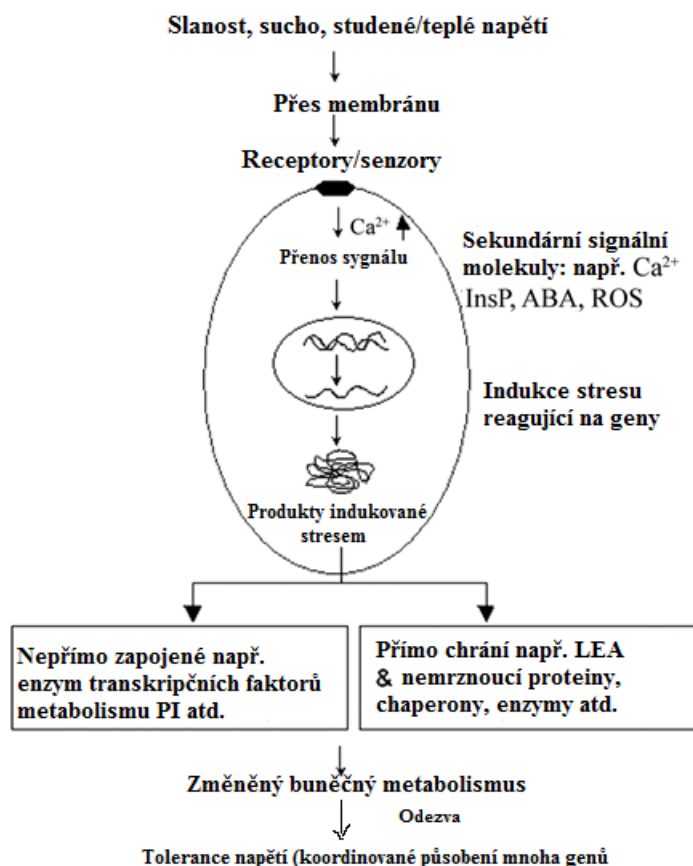 Slanost, sucho, studené/teplé napětí
Přes membránu
Receptory/senzory
Ca²⁺
Přenos sygnálu
Sekundární signální
molekuly: např. Ca²⁺
InsP, ABA, ROS
Indukce stresu
reagující na geny
Produkty indukované
stresem
Nepřímo zapojené např.
enzym transkripčních faktorů
metabolismu PI atd.
Přímo chrání např. LEA
& nemrznoucí proteiny,
chaperony, enzymy atd.
Změněný buněčný metabolismus
Odezva
Tolerance napětí (koordinované působení mnoha genů